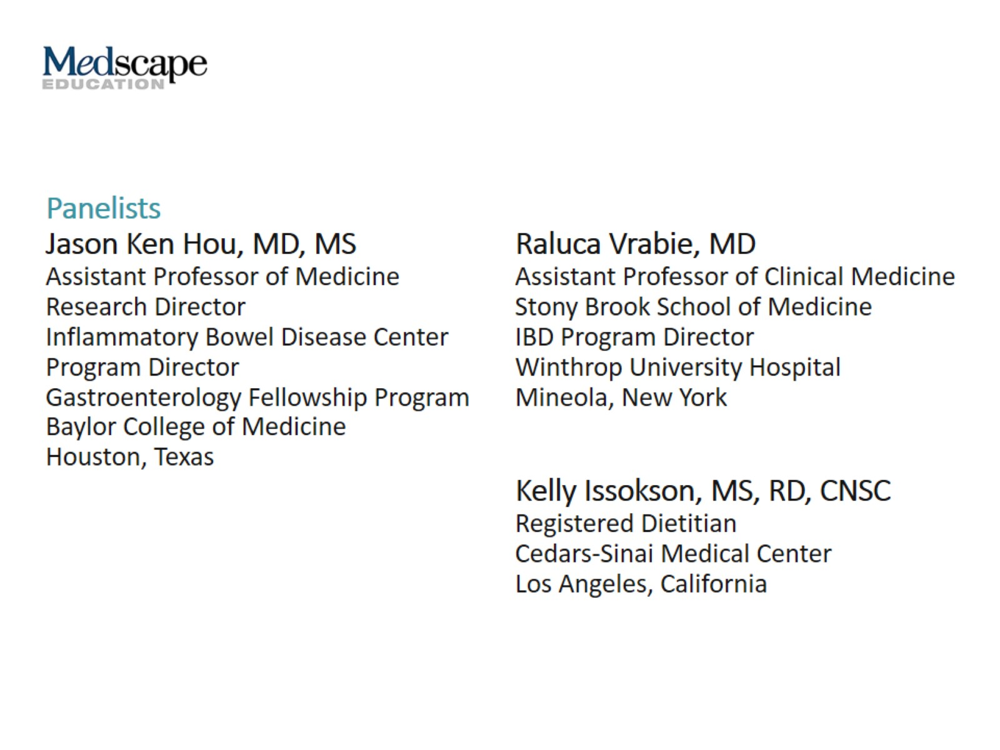 Medscape
EDUCATION
Panelists
Jason Ken Hou, MD, MS
Assistant Professor of Medicine
Research Director
Inflammatory Bowel Disease Center
Program Director
Gastroenterology Fellowship Program
Baylor College of Medicine
Houston, Texas
Raluca Vrabie, MD
Assistant Professor of Clinical Medicine
Stony Brook School of Medicine
IBD Program Director
Winthrop University Hospital
Mineola, New York
Kelly Issokson, MS, RD, CNSC
Registered Dietitian
Cedars-Sinai Medical Center
Los Angeles, California